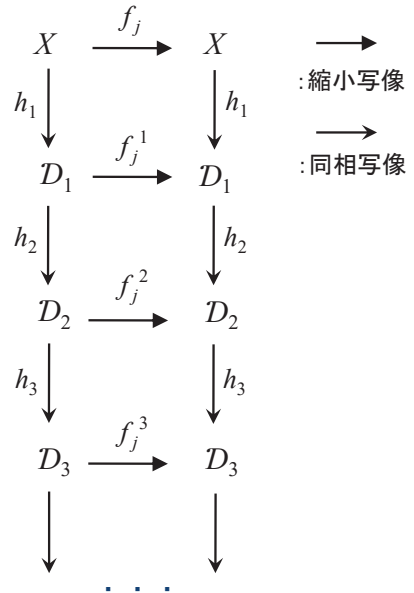 f_j
X X
:縮小写像
h_1 h_1
f_j^1
:同相写像
𝒟_1 𝒟_1
h_2 h_2
f_j^2
𝒟_2 𝒟_2
h_3 h_3
f_j^3
𝒟_3 𝒟_3
. . .